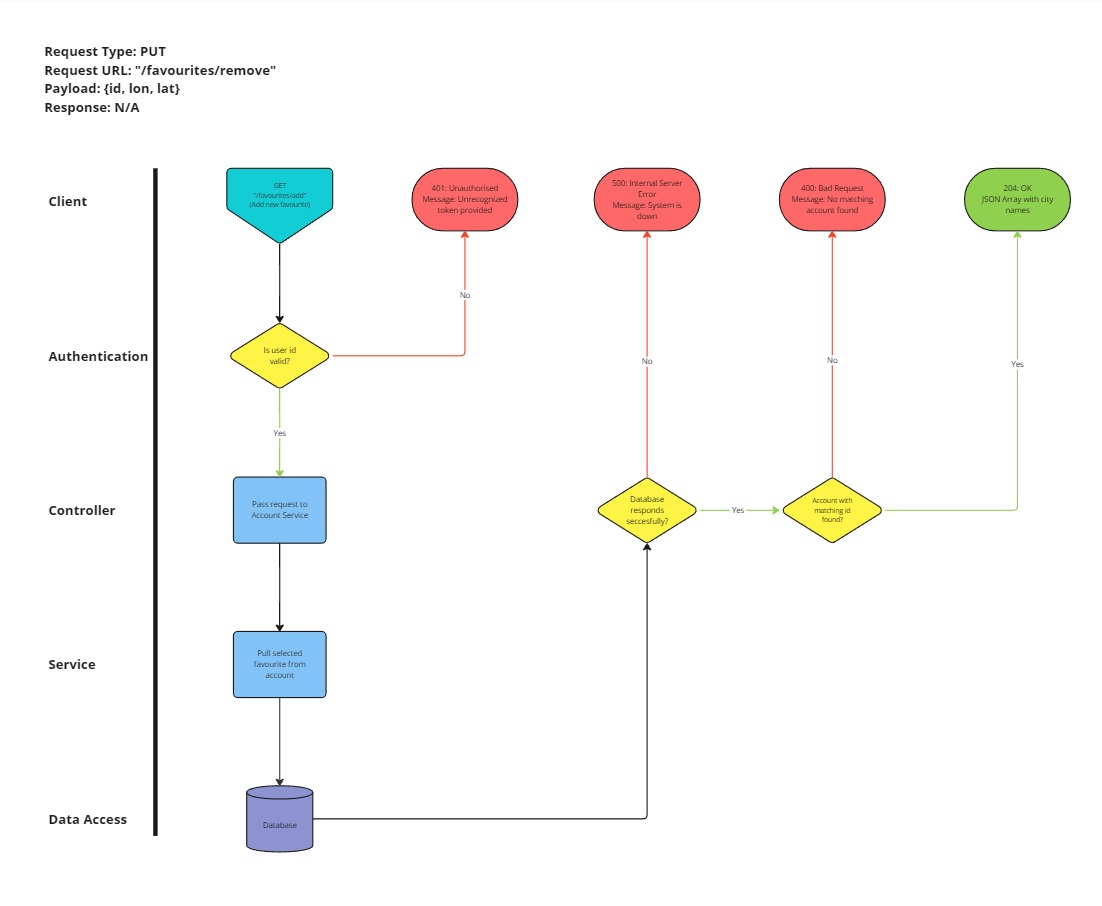 Request Type: PUT
Request URL: "/favourites/remove"
Payload: {id, lon, lat}
Response: N/A
Client
GET
"/favourites/add"
(Add new favourite)
401: Unauthorised
Message: Unrecognized
token provided
500: Internal Server
Error
Message: System is
down
400: Bad Request
Message: No matching
account found
204: OK
JSON Array with city
names
No
Authentication
Is user id
valid?
No
No
Yes
Yes
Controller
Pass request to
Account Service
Database
responds
seccesfully?
Yes
Account with
matching id
found?
Service
Pull selected
favourite from
account
Data Access
Database